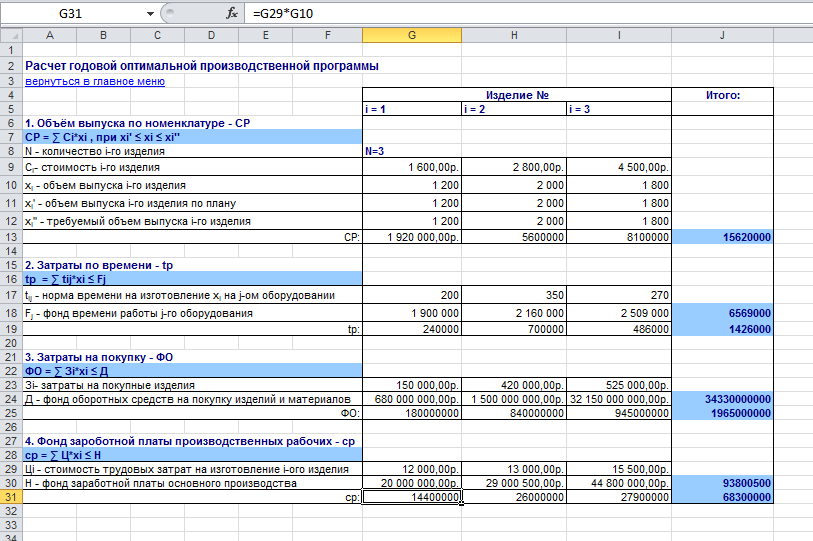 G31 fx =G29*G10
A B C D E F G H I J
1
2 Расчет годовой оптимальной производственной программы
3 вернуться в главное меню
4 Изделие № Итого:
5 i = 1 i = 2 i = 3
6 1. Объём выпуска по номенклатуре - СР
7 СР = ∑ Ci*xi , при xi' ≤ xi ≤ xi''
8 N - количество i-го изделия N=3
9 Ci- стоимость i-го изделия 1 600,00р. 2 800,00р. 4 500,00р.
10 xi - объем выпуска i-го изделия 1 200 2 000 1 800
11 xi' - объем выпуска i-го изделия по плану 1 200 2 000 1 800
12 xi'' - требуемый объем выпуска i-го изделия 1 200 2 000 1 800
13 СР: 1 920 000,00р. 5600000 8100000 15620000
14
15 2. Затраты по времени - tp
16 tp = ∑ tij*xi ≤ Fj
17 tij - норма времени на изготовление xi на j-ом оборудовании 200 350 270
18 Fj - фонд времени работы j-го оборудования 1 900 000 2 160 000 2 509 000 6569000
19 tp: 240000 700000 486000 1426000
20
21 3. Затраты на покупку - ФО
22 ФО = ∑ Зi*xi ≤ Д
23 Зi- затраты на покупные изделия 150 000,00р. 420 000,00р. 525 000,00р.
24 Д - фонд оборотных средств на покупку изделий и материалов 680 000 000,00р. 1 500 000 000,00р. 32 150 000 000,00р. 34330000000
25 ФО: 180000000 840000000 945000000 1965000000
26
27 4. Фонд зароботной платы производственных рабочих - ср
28 ср = ∑ Ц*xi ≤ Н
29 Цi - стоимость трудовых затрат на изготовление i-ого изделия 12 000,00р. 13 000,00р. 15 500,00р.
30 Н - фонд заработной платы основного производства 20 000 000,00р. 29 000 500,00р. 44 800 000,00р. 93800500
31 ср: 14400000 26000000 27900000 68300000
32
33
34